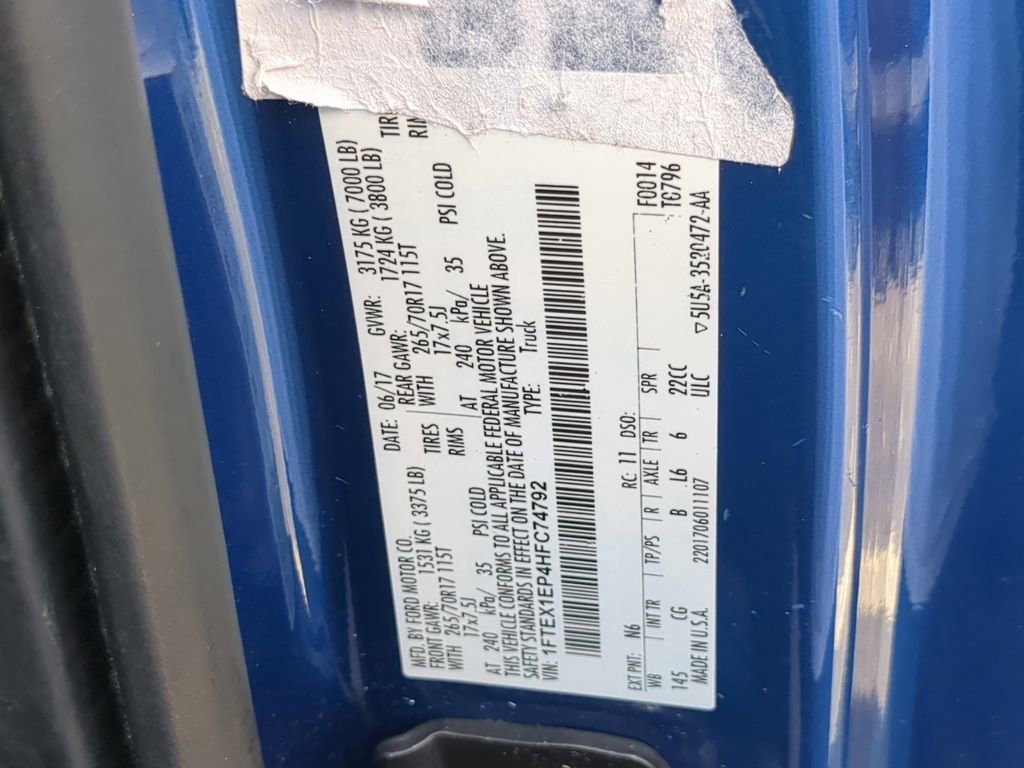 MFD. BY FORD MOTOR CO. DATE: 06/17 GVWR: 3175 KG ( 7000 LB)
FRONT GAWR: 1531 KG ( 3375 LB) REAR GAWR: 1724 KG ( 3800 LB)
WITH 265/70R17 115T TIRES WITH 265/70R17 115T TIRE
17x7.5J RIMS 17x7.5J RIM
AT 240 kPa/ 35 PSI COLD AT 240 kPa/ 35 PSI COLD
THIS VEHICLE CONFORMS TO ALL APPLICABLE FEDERAL MOTOR VEHICLE
SAFETY STANDARDS IN EFFECT ON THE DATE OF MANUFACTURE SHOWN ABOVE.
VIN: 1FTEX1EP4HFC74792 TYPE: Truck
EXT PNT: N6 RC: 11 DSO:
WB INT TR TP/PS R AXLE TR SPR F0014
145 CG B L6 6 22CC T6796
MADE IN U.S.A. 220170601 1107 ULC
▽5U5A-3520472-AA